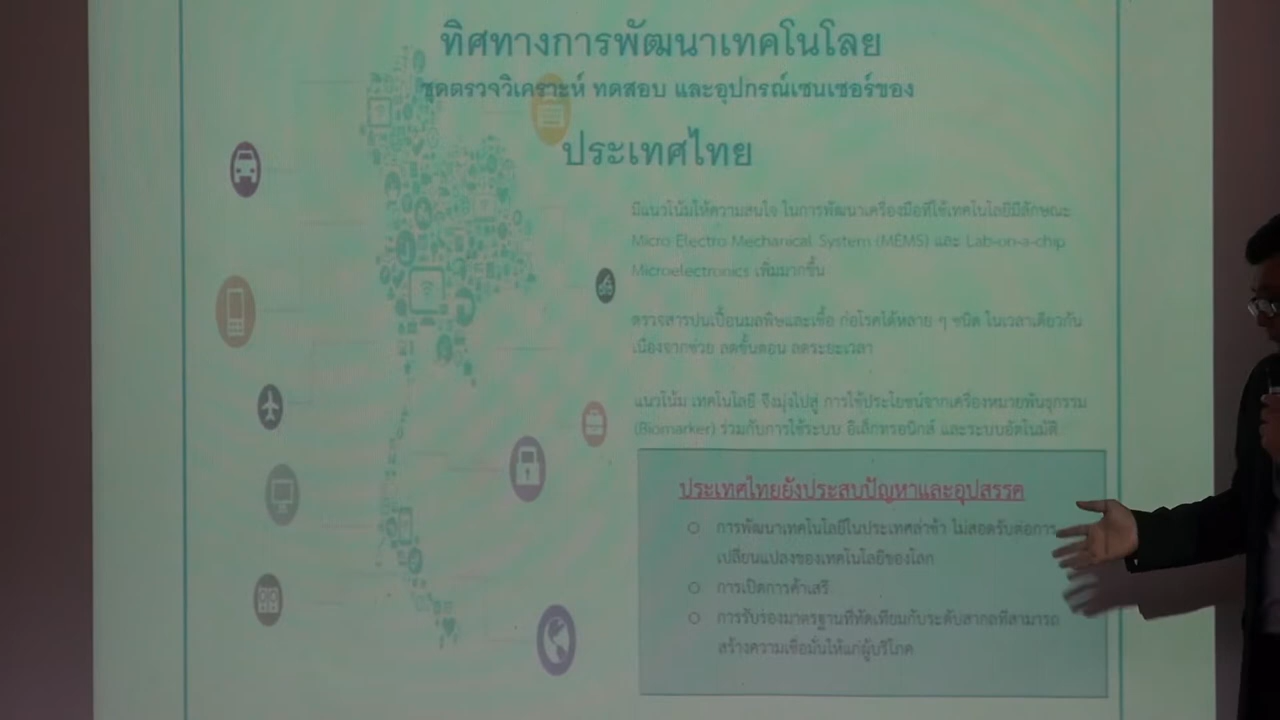 ทิศทางการพัฒนาเทคโนโลย
ชุดตรวจวิเคราะห์ ทดสอบ และอุปกรณ์เซนเซอร์ของ
ประเทศไทย
มีแนวโน้มให้ความสนใจ ในการพัฒนาเครื่องมือที่ใช้เทคโนโลยีมีลักษณะ
Micro Electro Mechanical System (MEMS) และ Lab-on-a-chip
Microelectronics เพิ่มมากขึ้น
ตรวจสารปนเปื้อนมลพิษและเชื้อ ก่อโรคได้หลาย ๆ ชนิด ในเวลาเดียวกัน
เนื่องจากช่วย ลดขั้นตอน ลดระยะเวลา
แนวโน้ม เทคโนโลยี จึงมุ่งไปสู่ การใช้ประโยชน์จากเครื่องหมายพันธุกรรม
(Biomarker) ร่วมกับการใช้ระบบ อิเล็กทรอนิกส์ และระบบอัตโนมัติ
ประเทศไทยยังประสบปัญหาและอุปสรรค
การพัฒนาเทคโนโลยีในประเทศล่าช้า ไม่สอดรับต่อการ
เปลี่ยนแปลงของเทคโนโลยีของโลก
การเปิดการค้าเสรี
การรับรองมาตรฐานที่ทัดเทียมกับระดับสากลที่สามารถ
สร้างความเชื่อมั่นให้แก่ผู้บริโภค